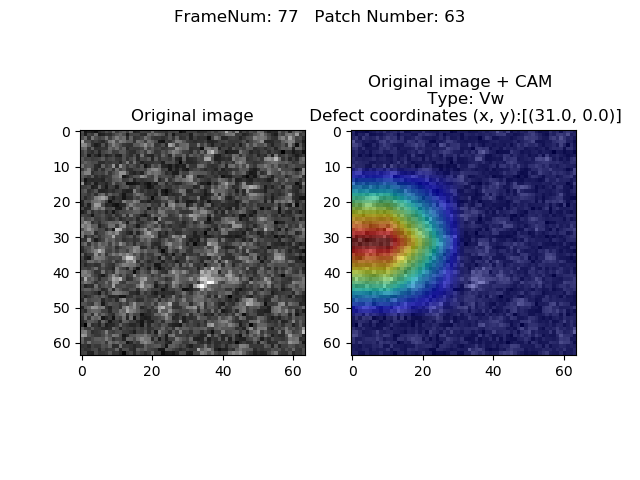 FrameNum: 77   Patch Number: 63
Original image
Original image + CAM
Type: Vw
Defect coordinates (x, y):[(31.0, 0.0)]
0
10
20
30
40
50
60
0 20 40 60
0
10
20
30
40
50
60
0 20 40 60